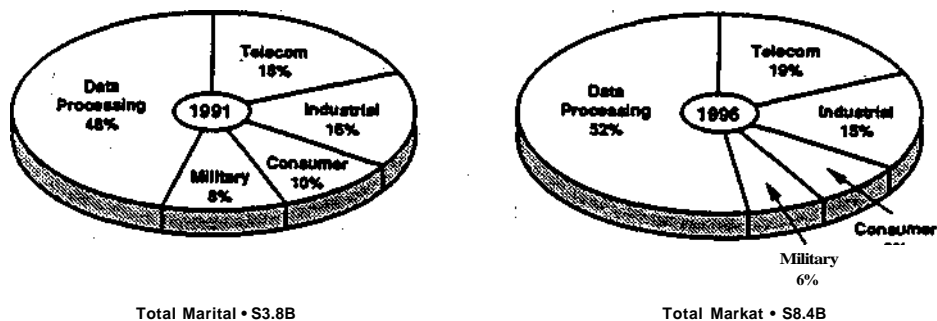 Telecom
18%
Data
Processing
48%
1991
Industrial
16%
Consumer
10%
Military
8%
Telecom
19%
Data
Processing
52%
1996
Industrial
15%
Consumer
Military
6%
Total Marital • S3.8B
Total Markat • S8.4B